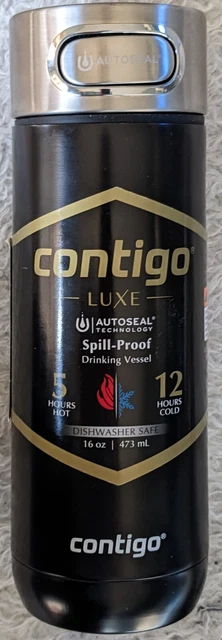 AUTOSEAL®
contigo®
LUXE
AUTOSEAL®
TECHNOLOGY
Spill-Proof
Drinking Vessel
5
HOURS
HOT
12
HOURS
COLD
DISHWASHER SAFE
16 oz | 473 mL
contigo®